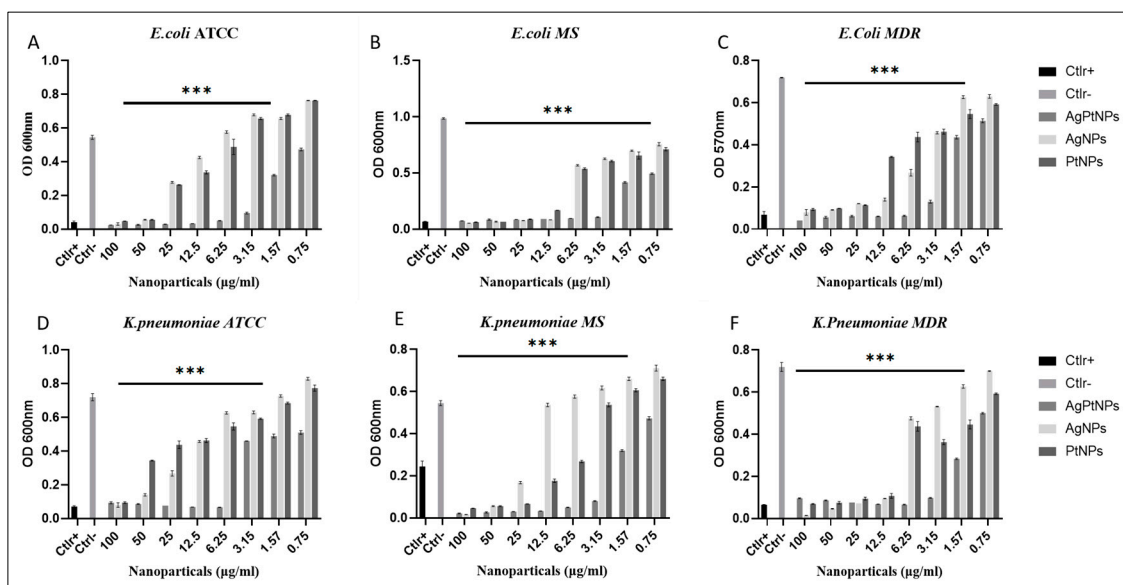 A
E.coli ATCC
OD 600nm
1.0
0.8
0.6
0.4
0.2
0.0
***
Ctlr+
Ctrl-
100
50
25
12.5
6.25
3.15
1.57
0.75
Nanoparticals (µg/ml)
B
E.coli MS
OD 600nm
1.5
1.0
0.5
0.0
***
Ctlr+
Ctrl-
100
50
25
12.5
6.25
3.15
1.57
0.75
Nanoparticals (µg/ml)
C
E.Coli MDR
OD 570nm
0.8
0.6
0.4
0.2
0.0
***
Ctlr+
Ctrl-
100
50
25
12.5
6.25
3.15
1.57
0.75
Nanoparticals (µg/ml)
Ctlr+
Ctlr-
AgPtNPs
AgNPs
PtNPs
D
K.pneumoniae ATCC
OD 600nm
1.0
0.8
0.6
0.4
0.2
0.0
***
Ctlr+
Ctrl-
100
50
25
12.5
6.25
3.15
1.57
0.75
Nanoparticals (µg/ml)
E
K.pneumoniae MS
OD 600nm
0.8
0.6
0.4
0.2
0.0
***
Ctlr+
Ctrl-
100
50
25
12.5
6.25
3.15
1.57
0.75
Nanoparticals (µg/ml)
F
K.Pneumoniae MDR
OD 600nm
0.8
0.6
0.4
0.2
0.0
***
Ctlr+
Ctrl-
100
50
25
12.5
6.25
3.15
1.57
0.75
Nanoparticals (µg/ml)
Ctlr+
Ctlr-
AgPtNPs
AgNPs
PtNPs